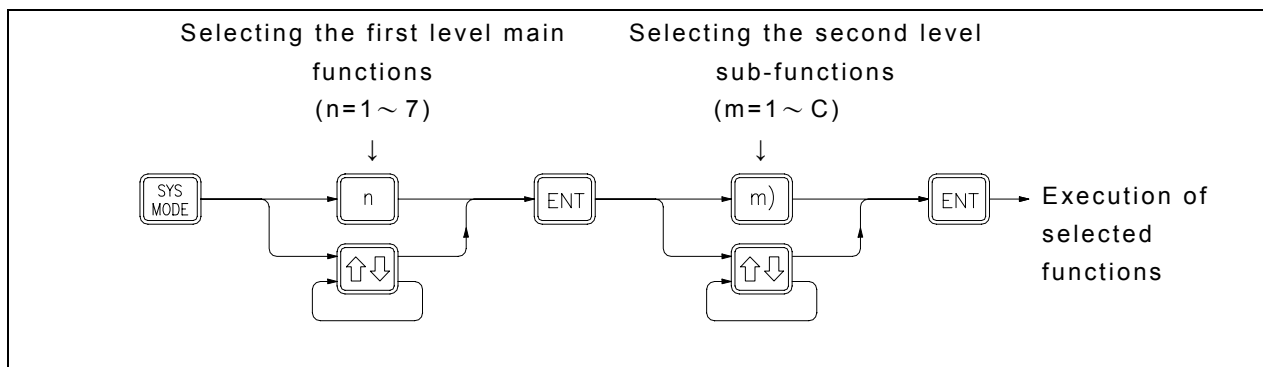 Selecting the first level main
functions
(n=1～7)
↓
Selecting the second level
sub-functions
(m=1～C)
↓
SYS
MODE
n
ENT
m)
ENT
Execution of
selected
functions
⇧⇩
⇧⇩